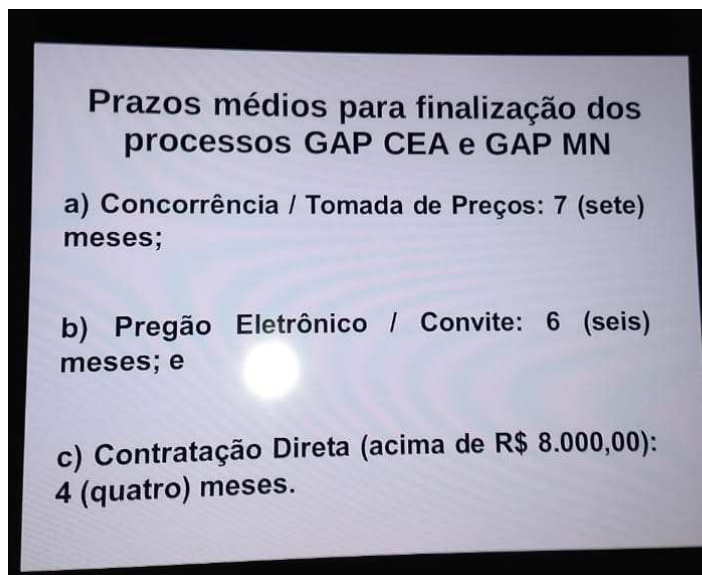 Prazos médios para finalização dos
processos GAP CEA e GAP MN
a) Concorrência / Tomada de Preços: 7 (sete)
meses;
b) Pregão Eletrônico / Convite: 6 (seis)
meses; e
c) Contratação Direta (acima de R$ 8.000,00):
4 (quatro) meses.